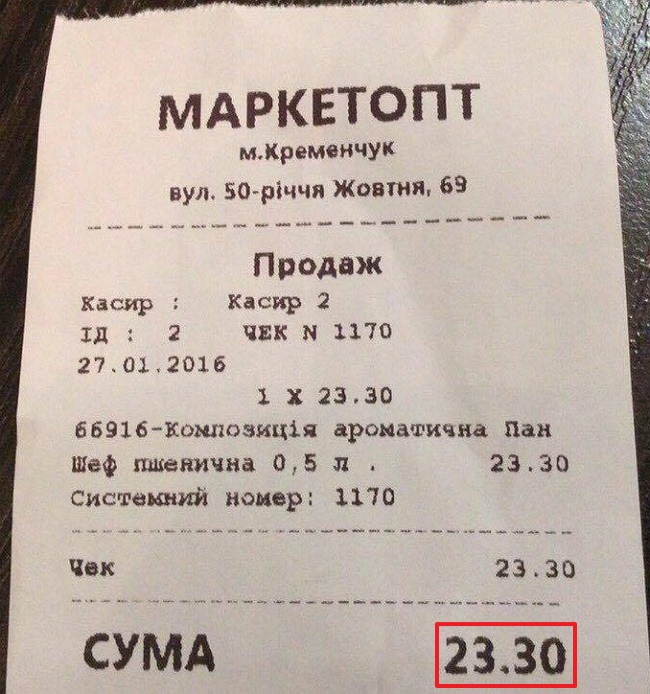 МАРКЕТОПТ
м.Кременчук
вул. 50-річчя Жовтня, 69
Продаж
Касир : Касир 2
ІД : 2 ЧЕК N 1170
27.01.2016
1 X 23.30
66916-Композиція ароматична Пан
Шеф пшенична 0,5 л . 23.30
Системний номер: 1170
Чек 23.30
СУМА 23.30